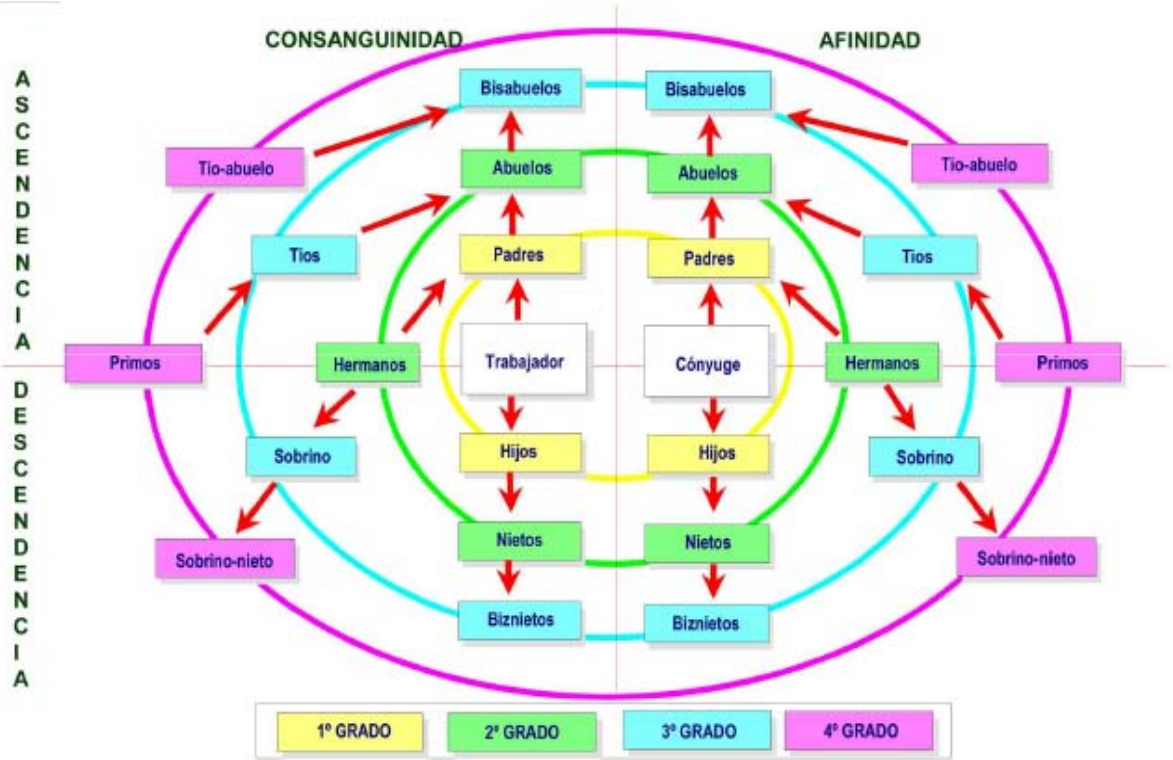 CONSANGUINIDAD
AFINIDAD
ASCENDENCIA
DESCENDENCIA
Bisabuelos
Bisabuelos
Tio-abuelo
Abuelos
Abuelos
Tio-abuelo
Tios
Padres
Padres
Tios
Primos
Hermanos
Trabajador
Cónyuge
Hermanos
Primos
Sobrino
Hijos
Hijos
Sobrino
Sobrino-nieto
Nietos
Nietos
Sobrino-nieto
Biznietos
Biznietos
1º GRADO
2º GRADO
3º GRADO
4º GRADO